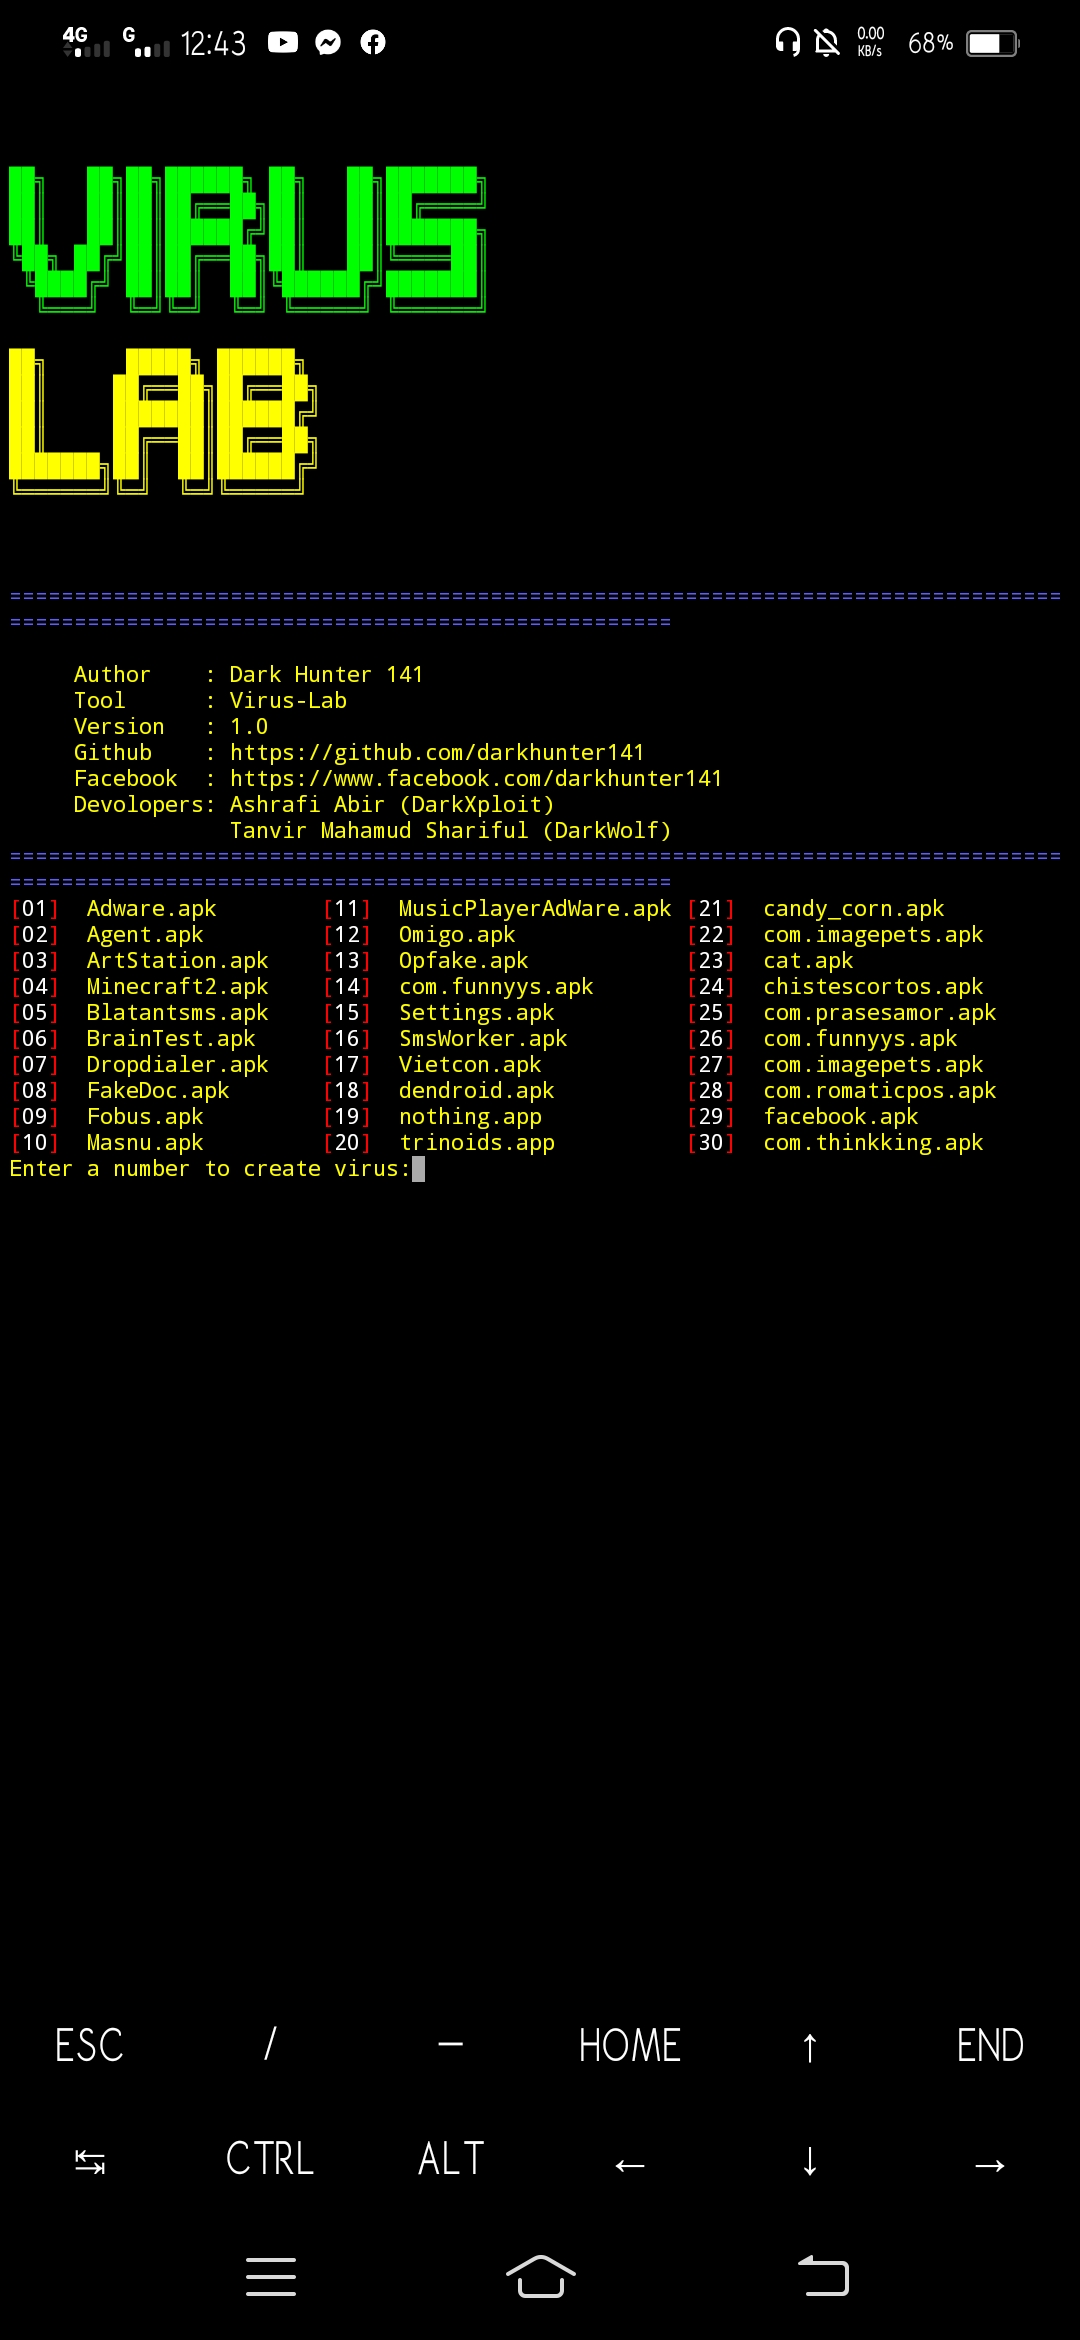 4G G 12:43 0.00 KB/s 68%
VIRUS
LAB
=================================================================================
===================================================
Author : Dark Hunter 141
Tool : Virus-Lab
Version : 1.0
Github : https://github.com/darkhunter141
Facebook : https://www.facebook.com/darkhunter141
Devolopers: Ashrafi Abir (DarkXploit)
Tanvir Mahamud Shariful (DarkWolf)
=================================================================================
===================================================
[01] Adware.apk [11] MusicPlayerAdWare.apk [21] candy_corn.apk
[02] Agent.apk [12] Omigo.apk [22] com.imagepets.apk
[03] ArtStation.apk [13] Opfake.apk [23] cat.apk
[04] Minecraft2.apk [14] com.funnyys.apk [24] chistescortos.apk
[05] Blatantsms.apk [15] Settings.apk [25] com.prasesamor.apk
[06] BrainTest.apk [16] SmsWorker.apk [26] com.funnyys.apk
[07] Dropdialer.apk [17] Vietcon.apk [27] com.imagepets.apk
[08] FakeDoc.apk [18] dendroid.apk [28] com.romaticpos.apk
[09] Fobus.apk [19] nothing.app [29] facebook.apk
[10] Masnu.apk [20] trinoids.app [30] com.thinkking.apk
Enter a number to create virus:
ESC / — HOME ↑ END
↹ CTRL ALT ← ↓ →